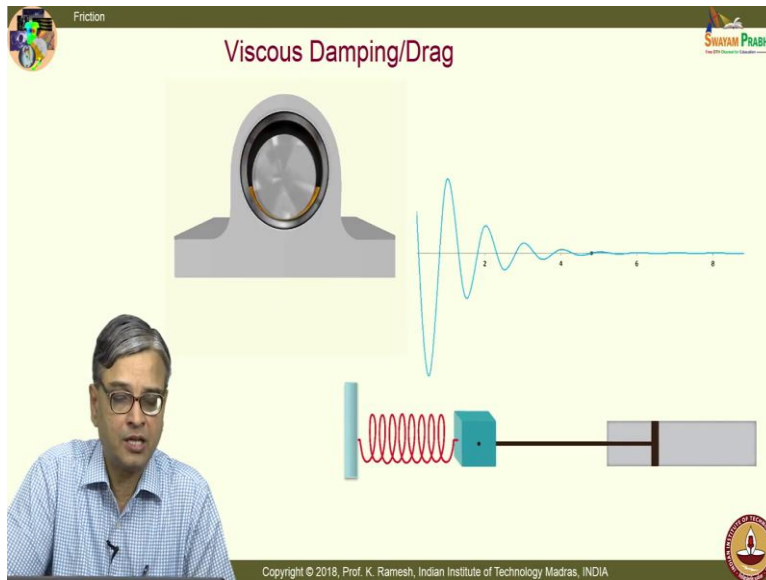 Friction
Viscous Damping/Drag
SWAYAM PRABH
2
4
6
8
Copyright © 2018, Prof. K. Ramesh, Indian Institute of Technology Madras, INDIA